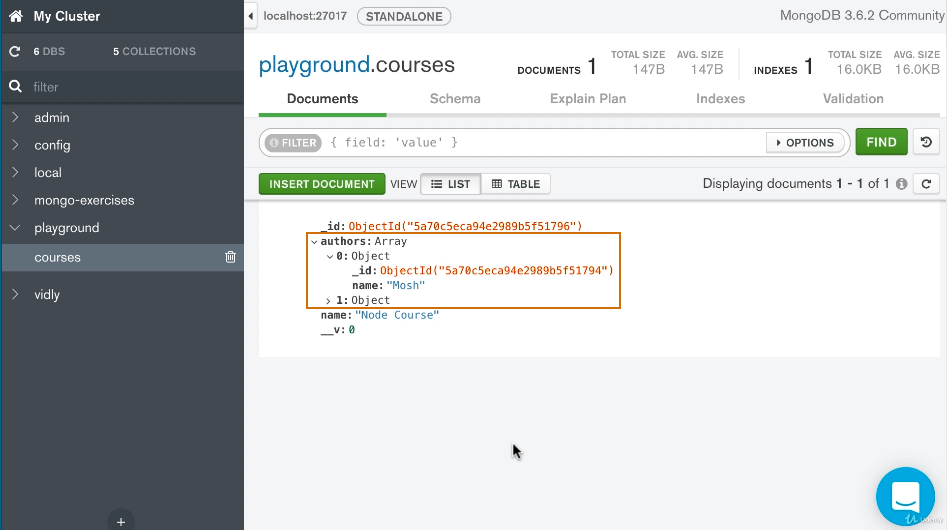 My Cluster
localhost:27017 STANDALONE
MongoDB 3.6.2 Community
6 DBS 5 COLLECTIONS
filter
admin
config
local
mongo-exercises
playground
courses
vidly
+
playground.courses
DOCUMENTS 1 TOTAL SIZE 147B AVG. SIZE 147B
INDEXES 1 TOTAL SIZE 16.0KB AVG. SIZE 16.0KB
Documents Schema Explain Plan Indexes Validation
FILTER { field: 'value' } OPTIONS FIND
INSERT DOCUMENT VIEW LIST TABLE Displaying documents 1 - 1 of 1
_id: ObjectId("5a70c5eca94e2989b5f51796")
authors: Array
0: Object
_id: ObjectId("5a70c5eca94e2989b5f51794")
name: "Mosh"
1: Object
name: "Node Course"
__v: 0
Udemy